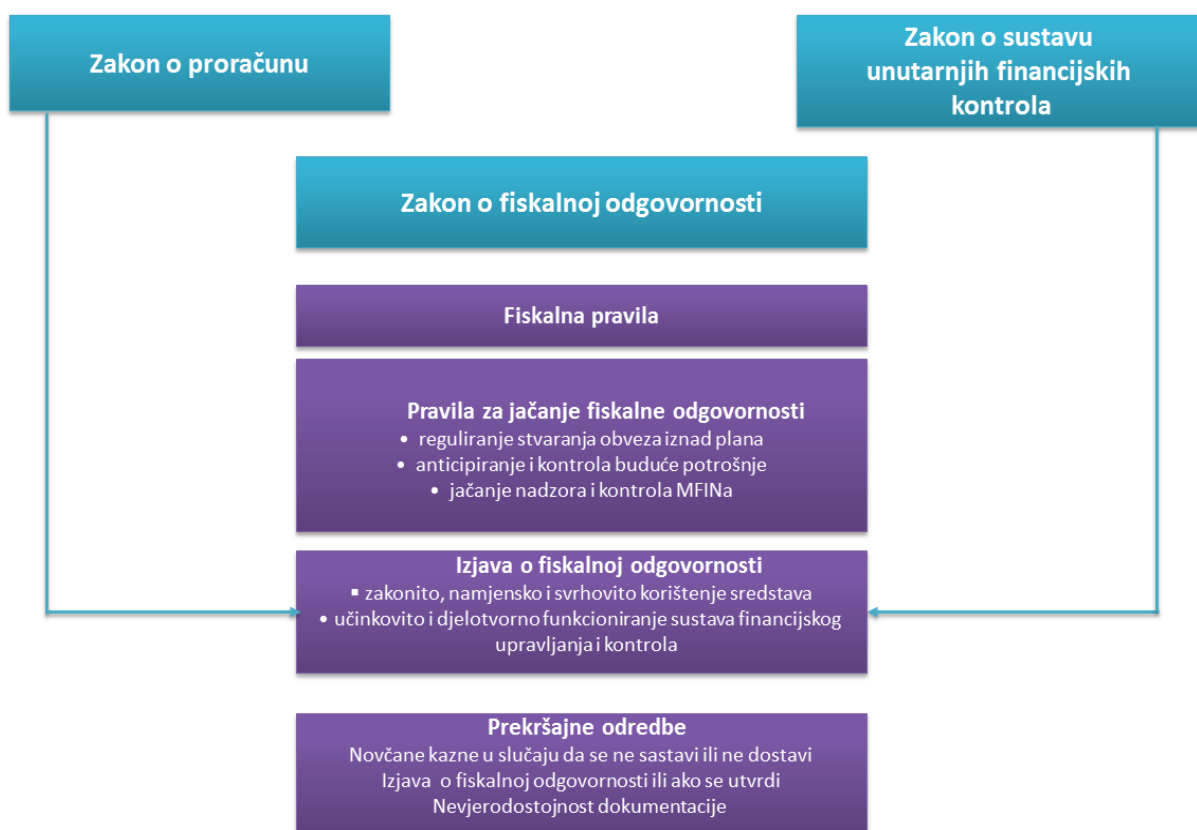 Zakon o proračunu
Zakon o sustavu
unutarnjih financijskih
kontrola
Zakon o fiskalnoj odgovornosti
Fiskalna pravila
Pravila za jačanje fiskalne odgovornosti
• reguliranje stvaranja obveza iznad plana
• anticipiranje i kontrola buduće potrošnje
• jačanje nadzora i kontrola MFINa
Izjava o fiskalnoj odgovornosti
▪ zakonito, namjensko i svrhovito korištenje sredstava
• učinkovito i djelotvorno funkcioniranje sustava financijskog
upravljanja i kontrola
Prekršajne odredbe
Novčane kazne u slučaju da se ne sastavi ili ne dostavi
Izjava o fiskalnoj odgovornosti ili ako se utvrdi
Nevjerodostojnost dokumentacije